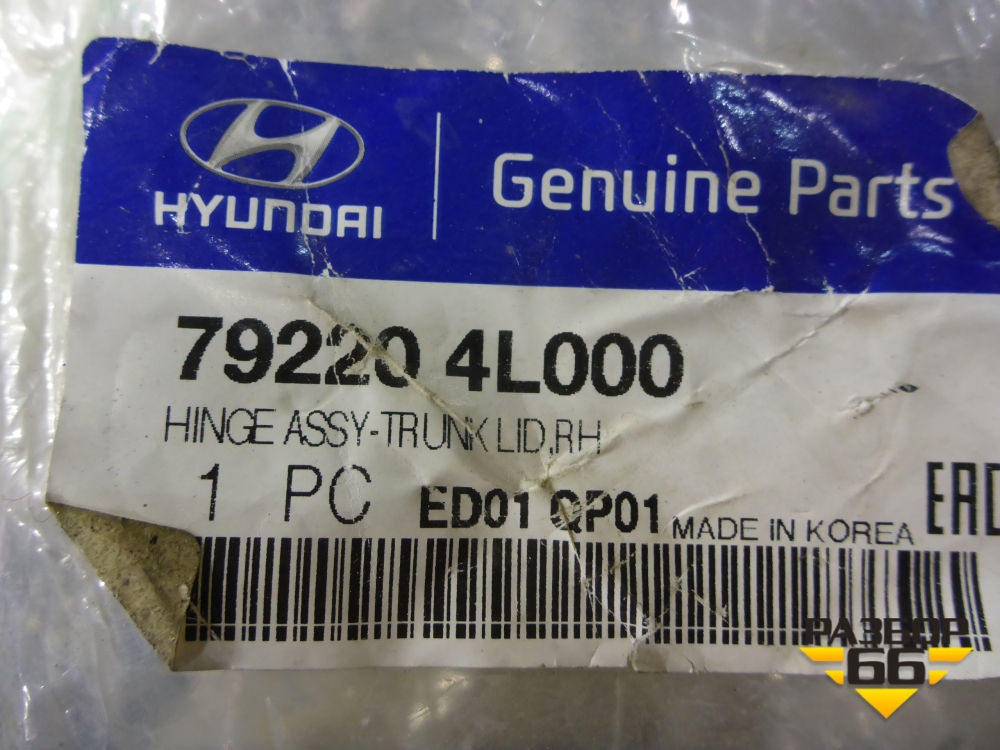 HYUNDAI
Genuine Parts
79220 4L000
HINGE ASSY-TRUNK LID,RH
1 PC ED01 QP01 MADE IN KOREA EAC
РАЗБОР
66